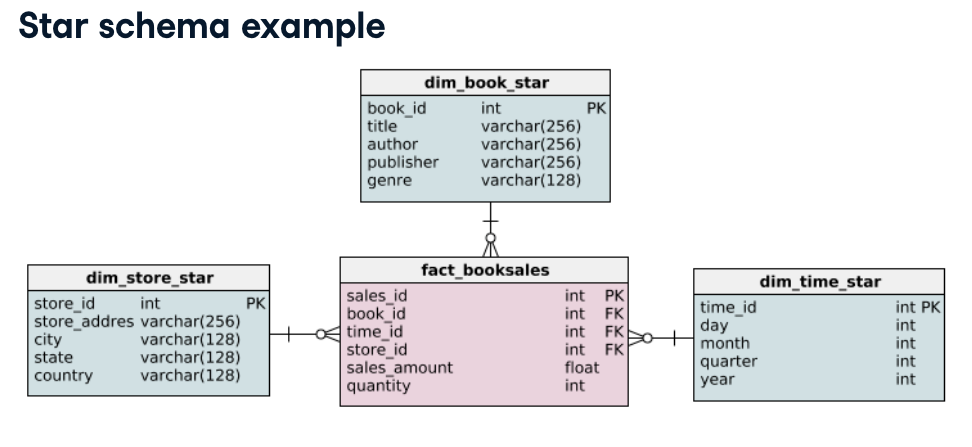 Star schema example
dim_book_star
book_id int PK
title varchar(256)
author varchar(256)
publisher varchar(256)
genre varchar(128)
dim_store_star
store_id int PK
store_addres varchar(256)
city varchar(128)
state varchar(128)
country varchar(128)
fact_booksales
sales_id int PK
book_id int FK
time_id int FK
store_id int FK
sales_amount float
quantity int
dim_time_star
time_id int PK
day int
month int
quarter int
year int